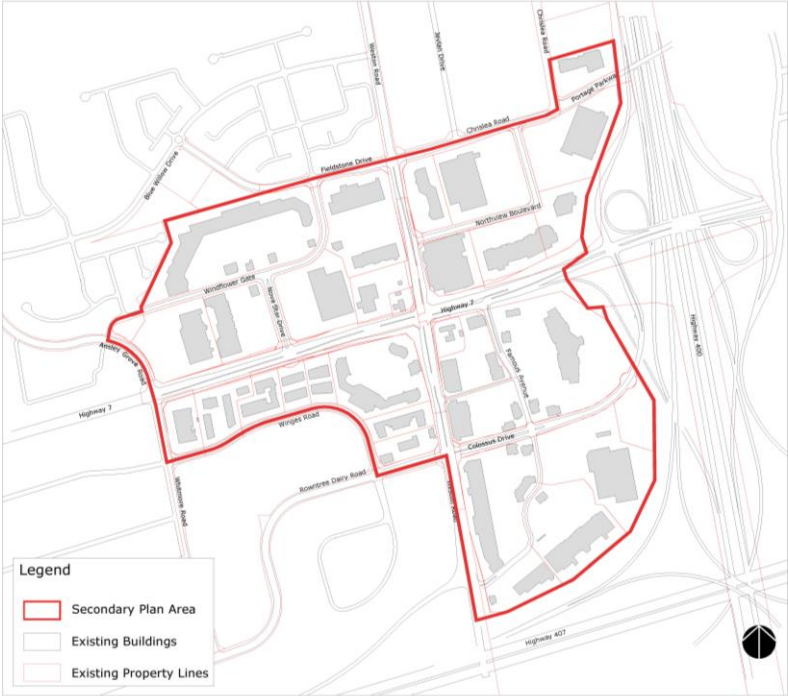 Chrislea Road
Weston Road
Jevlan Drive
Portage Parkway
Chrislea Road
Blue Willow Drive
Fieldstone Drive
Northview Boulevard
Windflower Gate
Nova Star Drive
Highway 7
Highway 400
Ansley Grove Road
Famous Avenue
Highway 7
Winges Road
Colossus Drive
Whitmore Road
Rowntree Dairy Road
Weston Road
Highway 407
Legend
Secondary Plan Area
Existing Buildings
Existing Property Lines